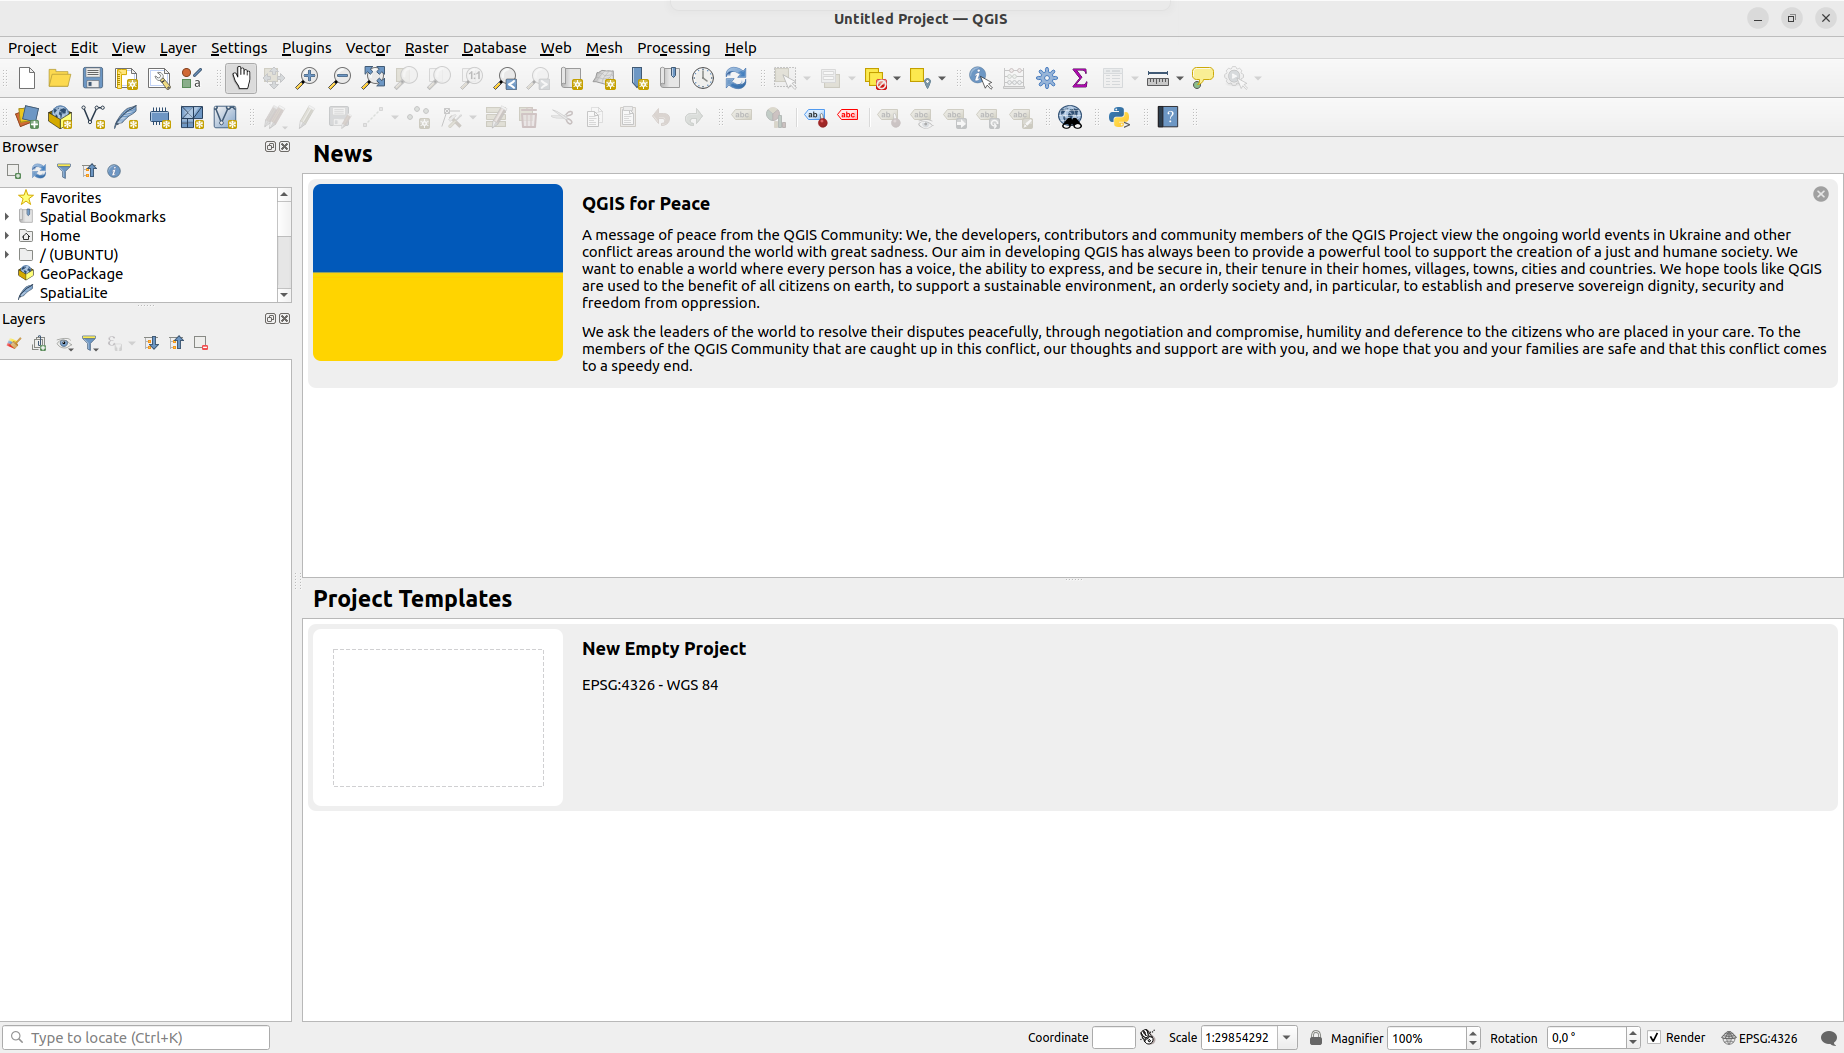 Untitled Project — QGIS
Project Edit View Layer Settings Plugins Vector Raster Database Web Mesh Processing Help
Browser
Favorites
Spatial Bookmarks
Home
/ (UBUNTU)
GeoPackage
SpatiaLite
Layers
News
QGIS for Peace
A message of peace from the QGIS Community: We, the developers, contributors and community members of the QGIS Project view the ongoing world events in Ukraine and other
conflict areas around the world with great sadness. Our aim in developing QGIS has always been to provide a powerful tool to support the creation of a just and humane society. We
want to enable a world where every person has a voice, the ability to express, and be secure in, their tenure in their homes, villages, towns, cities and countries. We hope tools like QGIS
are used to the benefit of all citizens on earth, to support a sustainable environment, an orderly society and, in particular, to establish and preserve sovereign dignity, security and
freedom from oppression.
We ask the leaders of the world to resolve their disputes peacefully, through negotiation and compromise, humility and deference to the citizens who are placed in your care. To the
members of the QGIS Community that are caught up in this conflict, our thoughts and support are with you, and we hope that you and your families are safe and that this conflict comes
to a speedy end.
Project Templates
New Empty Project
EPSG:4326 - WGS 84
Type to locate (Ctrl+K)
Coordinate Scale 1:29854292 Magnifier 100% Rotation 0,0 ° Render EPSG:4326